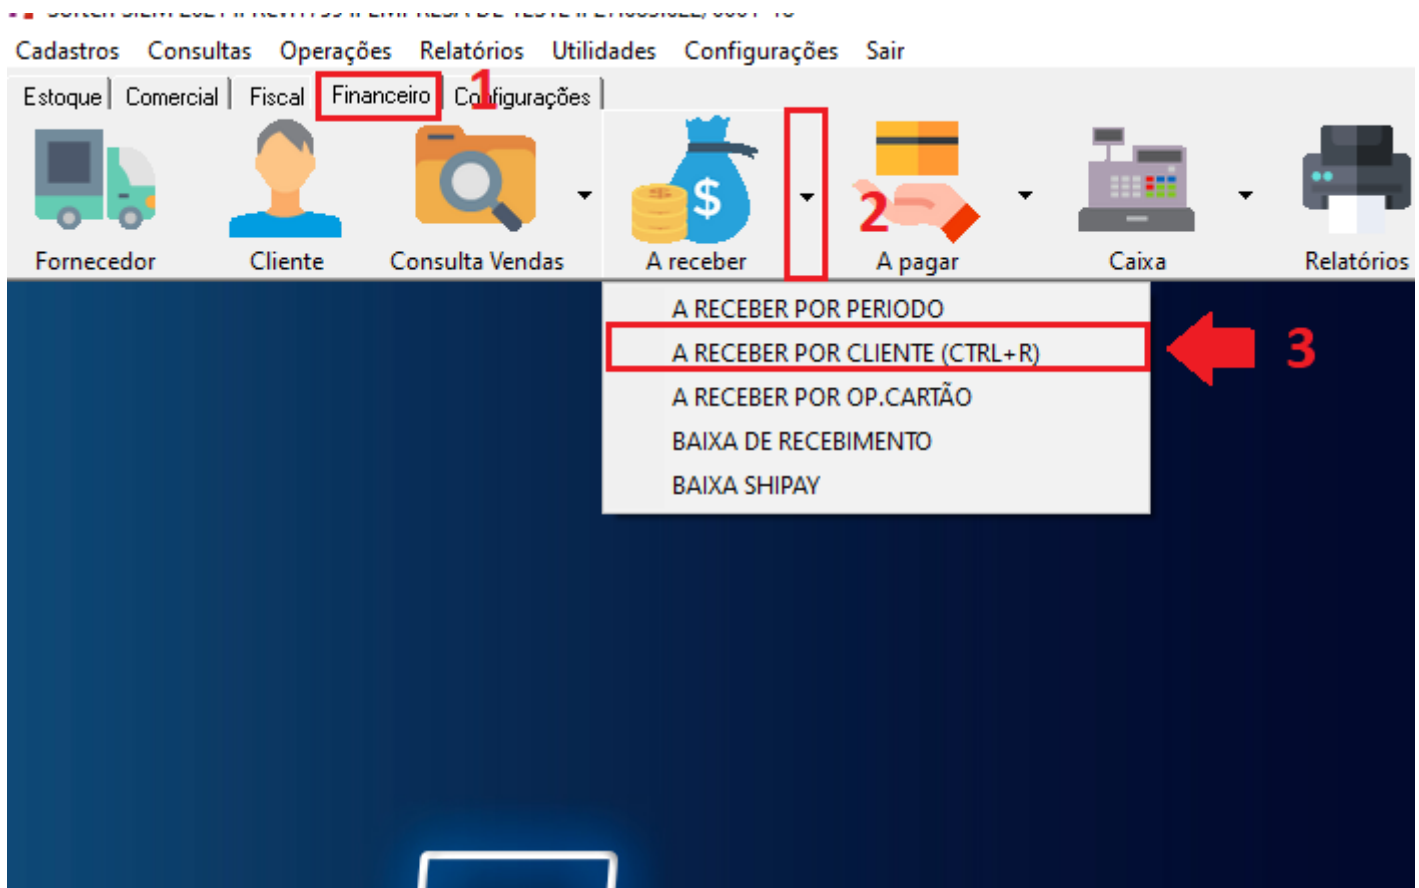 Cadastros Consultas Operações Relatórios Utilidades Configurações Sair
Estoque Comercial Fiscal Financeiro 1 Configurações
$
2
Fornecedor Cliente Consulta Vendas A receber A pagar Caixa Relatórios
A RECEBER POR PERIODO
A RECEBER POR CLIENTE (CTRL+R) 3
A RECEBER POR OP.CARTÃO
BAIXA DE RECEBIMENTO
BAIXA SHIPAY